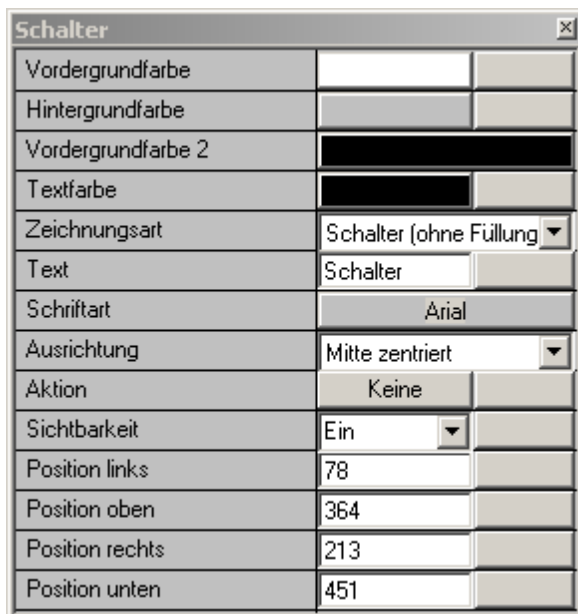 Schalter
Vordergrundfarbe
Hintergrundfarbe
Vordergrundfarbe 2
Textfarbe
Zeichnungsart Schalter (ohne Füllung
Text Schalter
Schriftart Arial
Ausrichtung Mitte zentriert
Aktion Keine
Sichtbarkeit Ein
Position links 78
Position oben 364
Position rechts 213
Position unten 451